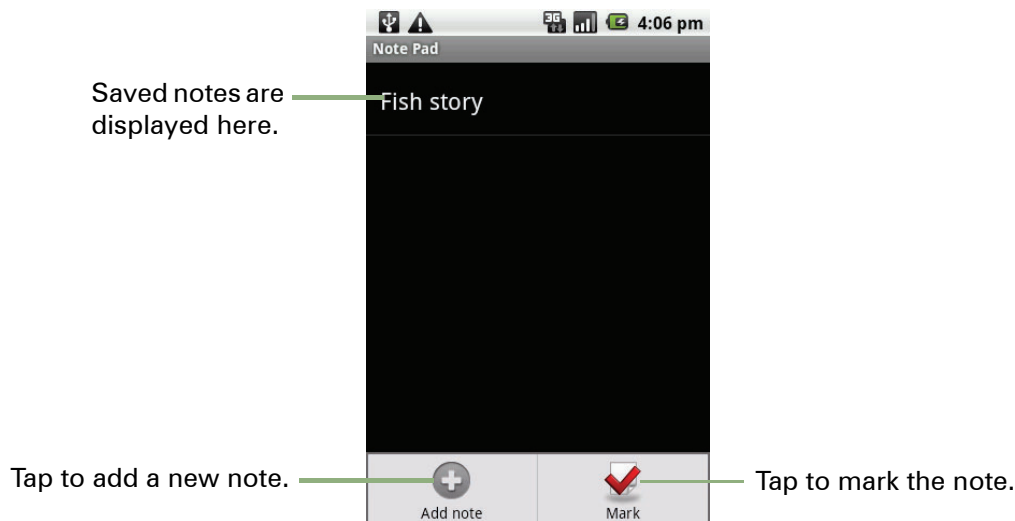 3G 4:06 pm
Note Pad
Saved notes are
displayed here.
Fish story
Tap to add a new note.
Add note
Mark
Tap to mark the note.